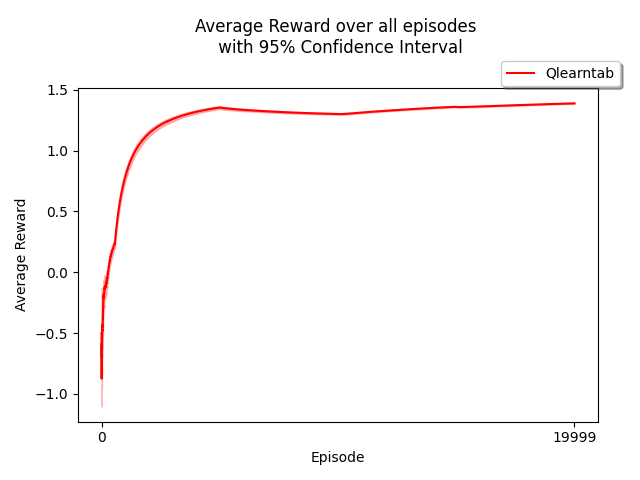 Average Reward over all episodes
with 95% Confidence Interval
Qlearntab
1.5
1.0
0.5
0.0
−0.5
−1.0
Average Reward
0
19999
Episode